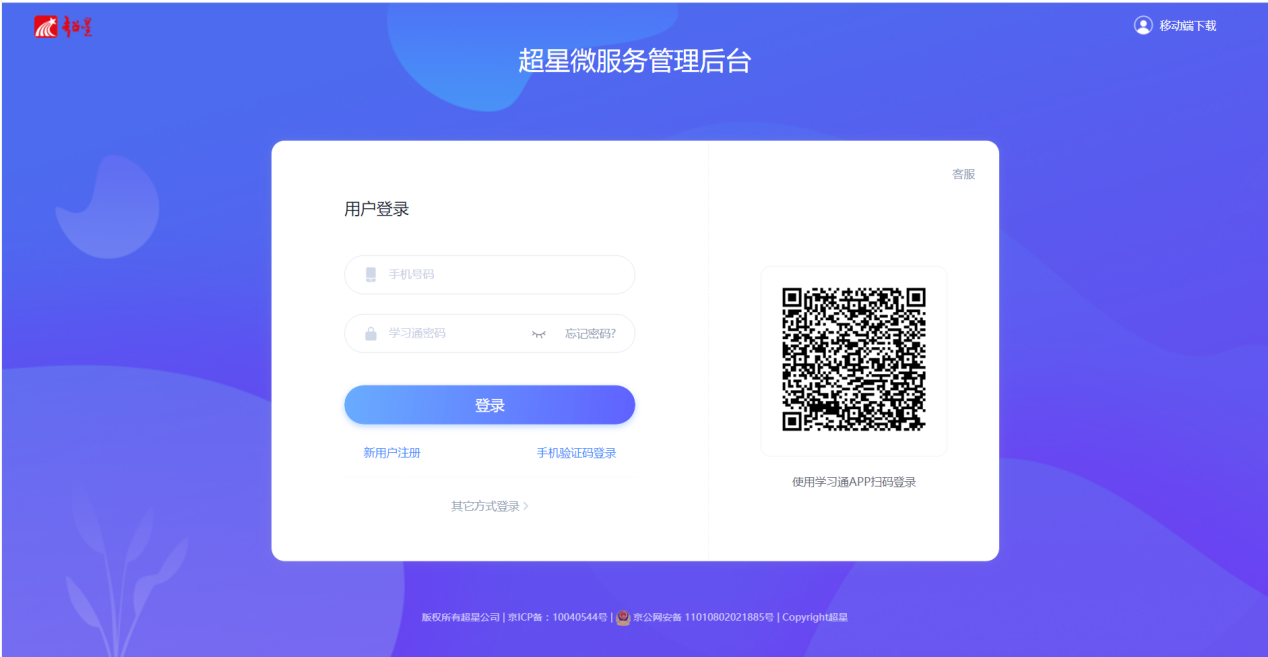 超星
移动端下载
超星微服务管理后台
客服
用户登录
手机号码
学习通密码 忘记密码?
登录
新用户注册 手机验证码登录
其它方式登录 >
使用学习通APP扫码登录
版权所有超星公司 | 京ICP备：10040544号 | 京公网安备 11010802021885号 | Copyright超星